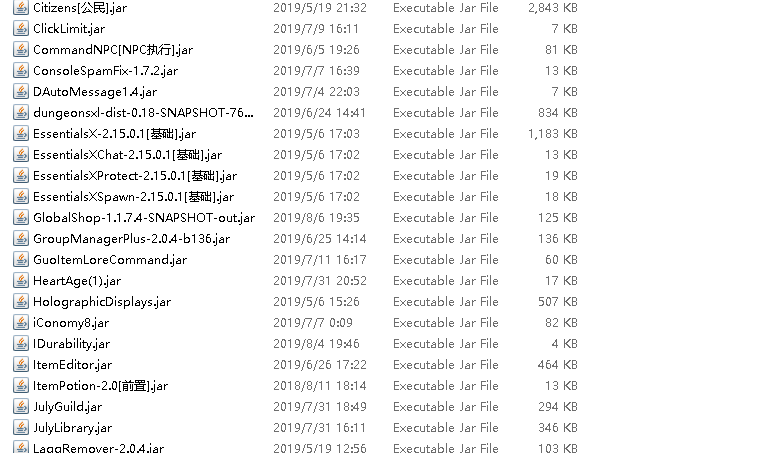 Citizens[公民].jar 2019/5/19 21:32 Executable Jar File 2,843 KB
ClickLimit.jar 2019/7/9 16:11 Executable Jar File 7 KB
CommandNPC[NPC执行].jar 2019/6/5 19:26 Executable Jar File 81 KB
ConsoleSpamFix-1.7.2.jar 2019/7/7 16:39 Executable Jar File 13 KB
DAutoMessage1.4.jar 2019/7/4 22:03 Executable Jar File 7 KB
dungeonsxl-dist-0.18-SNAPSHOT-76... 2019/6/24 14:41 Executable Jar File 834 KB
EssentialsX-2.15.0.1[基础].jar 2019/5/6 17:03 Executable Jar File 1,183 KB
EssentialsXChat-2.15.0.1[基础].jar 2019/5/6 17:02 Executable Jar File 13 KB
EssentialsXProtect-2.15.0.1[基础].jar 2019/5/6 17:02 Executable Jar File 19 KB
EssentialsXSpawn-2.15.0.1[基础].jar 2019/5/6 17:02 Executable Jar File 18 KB
GlobalShop-1.1.7.4-SNAPSHOT-out.jar 2019/8/6 19:35 Executable Jar File 125 KB
GroupManagerPlus-2.0.4-b136.jar 2019/6/25 14:14 Executable Jar File 136 KB
GuoItemLoreCommand.jar 2019/7/11 16:17 Executable Jar File 60 KB
HeartAge(1).jar 2019/7/31 20:52 Executable Jar File 17 KB
HolographicDisplays.jar 2019/5/6 15:26 Executable Jar File 507 KB
iConomy8.jar 2019/7/7 0:09 Executable Jar File 82 KB
IDurability.jar 2019/8/4 19:46 Executable Jar File 4 KB
ItemEditor.jar 2019/6/26 17:22 Executable Jar File 464 KB
ItemPotion-2.0[前置].jar 2018/8/11 18:14 Executable Jar File 13 KB
JulyGuild.jar 2019/7/31 18:49 Executable Jar File 294 KB
JulyLibrary.jar 2019/7/31 16:11 Executable Jar File 346 KB
LaggRemover-2.0.4.jar 2019/5/19 12:56 Executable Jar File 103 KB